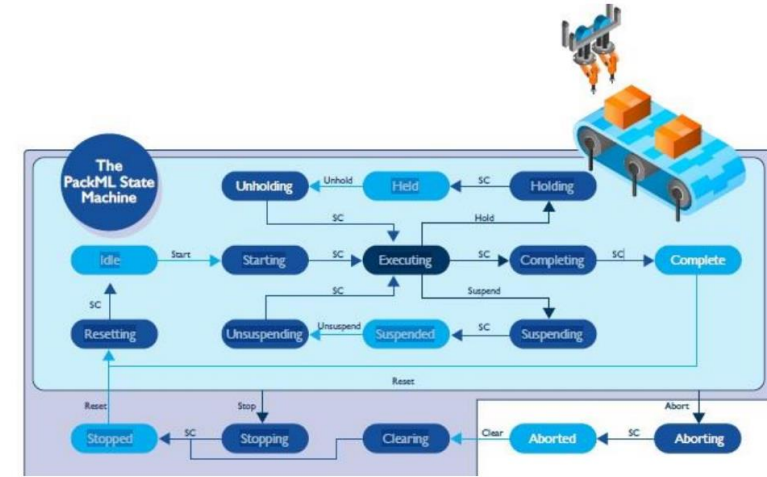 The
PackML State
Machine
Unholding
Unhold
Held
SC
Holding
SC
Hold
Idle
Start
Starting
SC
Executing
SC
Completing
SC
Complete
SC
SC
Suspend
Resetting
Unsuspending
Unsuspend
Suspended
SC
Suspending
Reset
Reset
Stop
Abort
Stopped
SC
Stopping
Clearing
Clear
Aborted
SC
Aborting